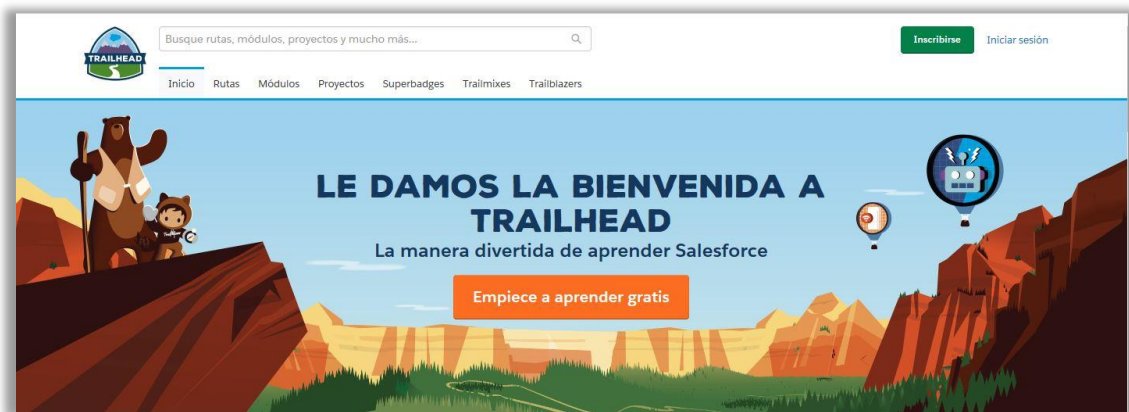 TRAILHEAD
Busque rutas, módulos, proyectos y mucho más...
Inscribirse
Iniciar sesión
Inicio Rutas Módulos Proyectos Superbadges Trailmixes Trailblazers
LE DAMOS LA BIENVENIDA A
TRAILHEAD
La manera divertida de aprender Salesforce
Empiece a aprender gratis